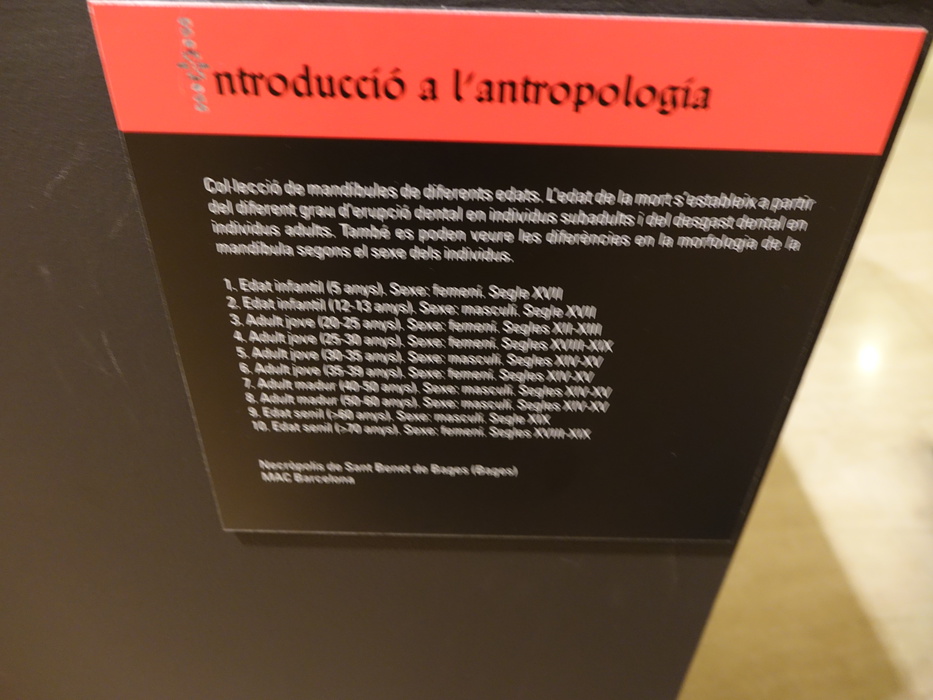 Introducció a l'antropologia
Col·lecció de mandíbules de diferents edats. L'edat de la mort s'estableix a partir
del diferent grau d'erupció dental en individus subadults i del desgast dental en
individus adults. També es poden veure les diferències en la morfologia de la
mandíbula segons el sexe dels individus.
1. Edat infantil (5 anys). Sexe: femení. Segle XVII
2. Edat infantil (12-13 anys). Sexe: masculí. Segle XVII
3. Adult jove (20-25 anys). Sexe: femení. Segles XII-XIII
4. Adult jove (25-30 anys). Sexe: femení. Segles XVIII-XIX
5. Adult jove (30-35 anys). Sexe: masculí. Segles XIV-XV
6. Adult jove (35-39 anys). Sexe: femení. Segles XIV-XV
7. Adult madur (40-50 anys). Sexe: masculí. Segles XIV-XV
8. Adult madur (50-60 anys). Sexe: masculí. Segles XIV-XV
9. Edat senil (>60 anys). Sexe: masculí. Segle XIX
10. Edat senil (>70 anys). Sexe: femení. Segles XVIII-XIX
Necròpolis de Sant Benet de Bages (Bages)
MAC Barcelona